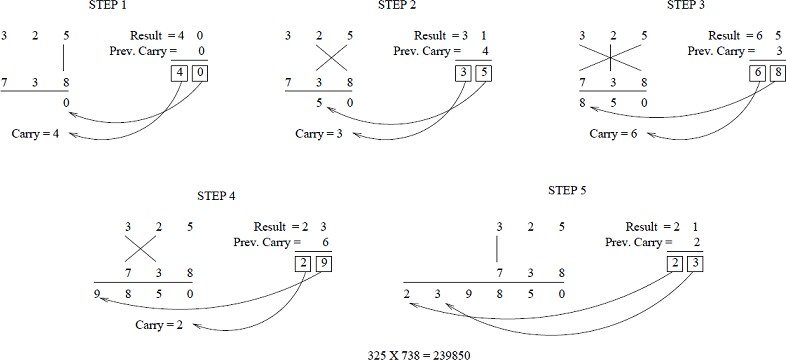 STEP 1
3 2 5
Result = 4 0
Prev. Carry = 0
4 0
7 3 8
0
Carry = 4
STEP 2
3 2 5
Result = 3 1
Prev. Carry = 4
3 5
7 3 8
5 0
Carry = 3
STEP 3
3 2 5
Result = 6 5
Prev. Carry = 3
6 8
7 3 8
8 5 0
Carry = 6
STEP 4
3 2 5
Result = 2 3
Prev. Carry = 6
2 9
7 3 8
9 8 5 0
Carry = 2
STEP 5
3 2 5
Result = 2 1
Prev. Carry = 2
2 3
7 3 8
2 3 9 8 5 0
325 X 738 = 239850